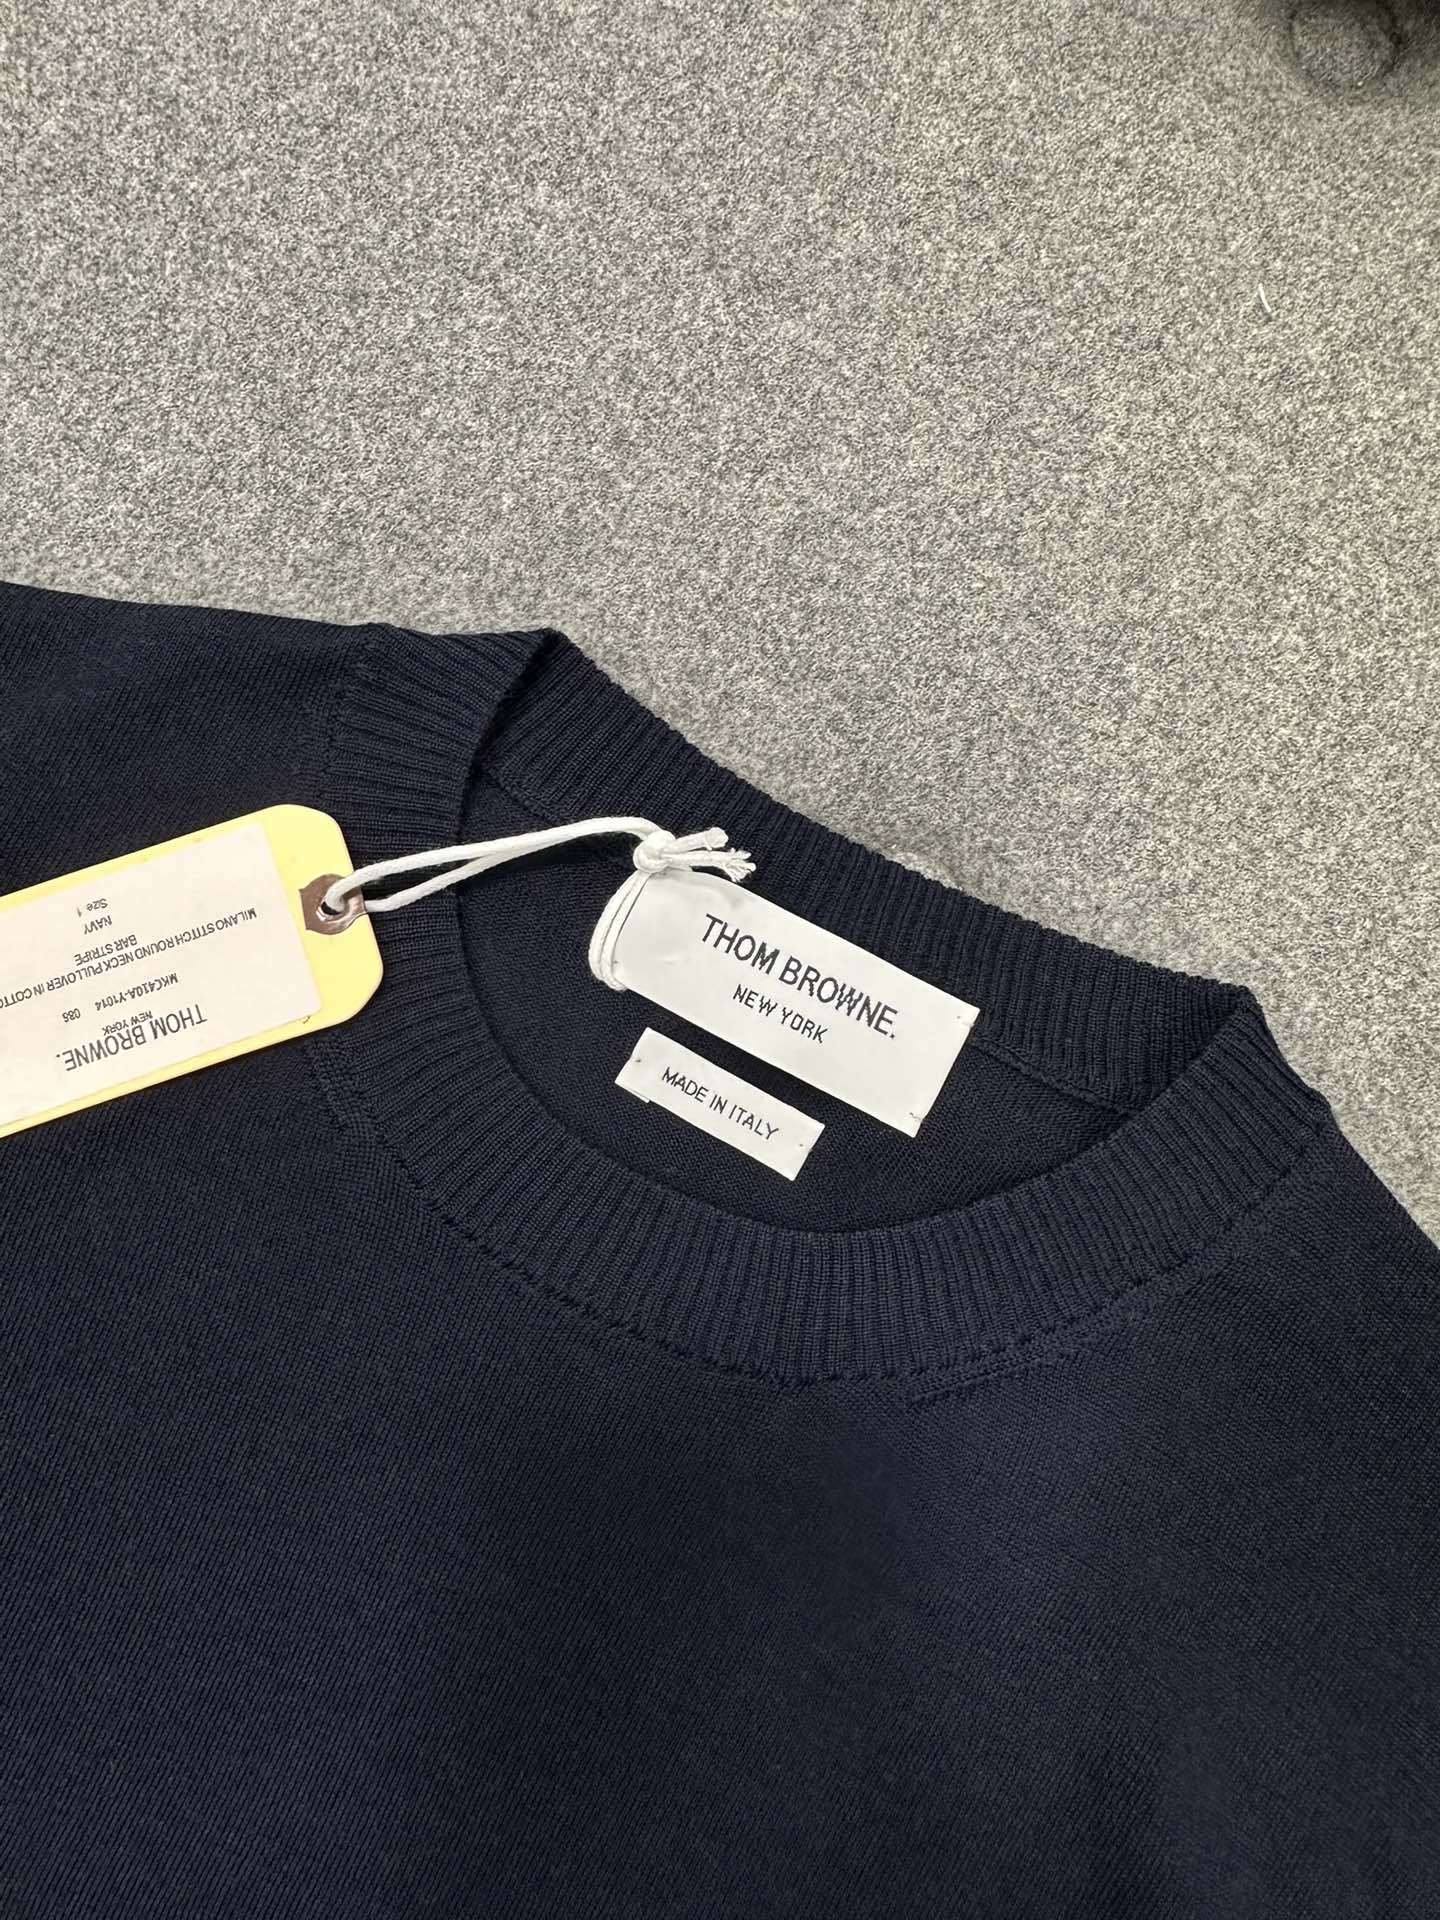 THOM BROWNE.
NEW YORK
MADE IN ITALY
THOM BROWNE.
NEW YORK
MKC410A-Y1014 085
MILANO STITCH ROUND NECK PULLOVER IN COTTO
BAR STRIPE
NAVY
Size 1